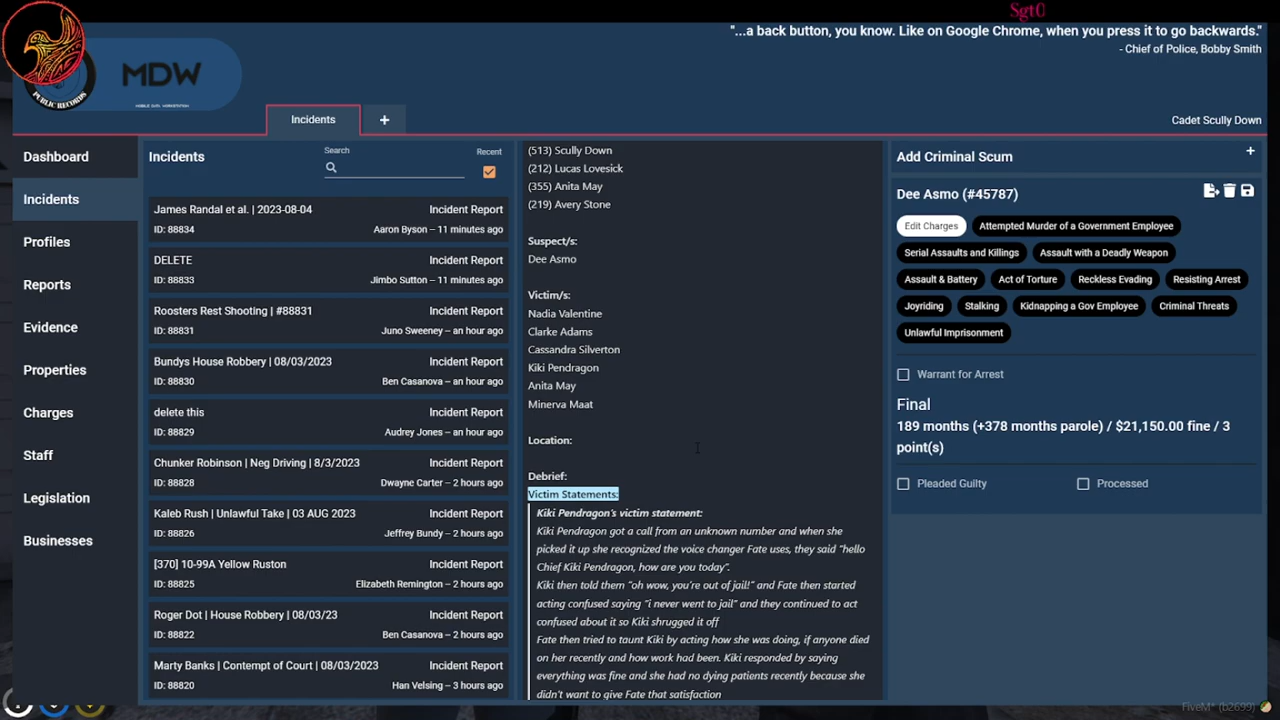 Sgt0
"...a back button, you know. Like on Google Chrome, when you press it to go backwards."
- Chief of Police, Bobby Smith
PUBLIC RECORDS
MDW
MOBILE DATA WORKSTATION
Incidents
+
Cadet Scully Down
Dashboard
Incidents
Profiles
Reports
Evidence
Properties
Charges
Staff
Legislation
Businesses
Incidents
Search
Recent
James Randal et al. | 2023-08-04
Incident Report
ID: 88834
Aaron Byson – 11 minutes ago
DELETE
Incident Report
ID: 88833
Jimbo Sutton – 11 minutes ago
Roosters Rest Shooting | #88831
Incident Report
ID: 88831
Juno Sweeney – an hour ago
Bundys House Robbery | 08/03/2023
Incident Report
ID: 88830
Ben Casanova – an hour ago
delete this
Incident Report
ID: 88829
Audrey Jones – an hour ago
Chunker Robinson | Neg Driving | 8/3/2023
Incident Report
ID: 88828
Dwayne Carter – 2 hours ago
Kaleb Rush | Unlawful Take | 03 AUG 2023
Incident Report
ID: 88826
Jeffrey Bundy – 2 hours ago
[370] 10-99A Yellow Ruston
Incident Report
ID: 88825
Elizabeth Remington – 2 hours ago
Roger Dot | House Robbery | 08/03/23
Incident Report
ID: 88822
Ben Casanova – 2 hours ago
Marty Banks | Contempt of Court | 08/03/2023
Incident Report
ID: 88820
Han Velsing – 3 hours ago
(513) Scully Down
(212) Lucas Lovesick
(355) Anita May
(219) Avery Stone
Suspect/s:
Dee Asmo
Victim/s:
Nadia Valentine
Clarke Adams
Cassandra Silverton
Kiki Pendragon
Anita May
Minerva Maat
Location:
Debrief:
Victim Statements:
Kiki Pendragon's victim statement:
Kiki Pendragon got a call from an unknown number and when she
picked it up she recognized the voice changer Fate uses, they said "hello
Chief Kiki Pendragon, how are you today".
Kiki then told them "oh wow, you're out of jail!" and Fate then started
acting confused saying "i never went to jail" and they continued to act
confused about it so Kiki shrugged it off
Fate then tried to taunt Kiki by acting how she was doing, if anyone died
on her recently and how work had been. Kiki responded by saying
everything was fine and she had no dying patients recently because she
didn't want to give Fate that satisfaction
Add Criminal Scum
+
Dee Asmo (#45787)
Edit Charges
Attempted Murder of a Government Employee
Serial Assaults and Killings
Assault with a Deadly Weapon
Assault & Battery
Act of Torture
Reckless Evading
Resisting Arrest
Joyriding
Stalking
Kidnapping a Gov Employee
Criminal Threats
Unlawful Imprisonment
Warrant for Arrest
Final
189 months (+378 months parole) / $21,150.00 fine / 3
point(s)
Pleaded Guilty
Processed
FiveM* (b2699)